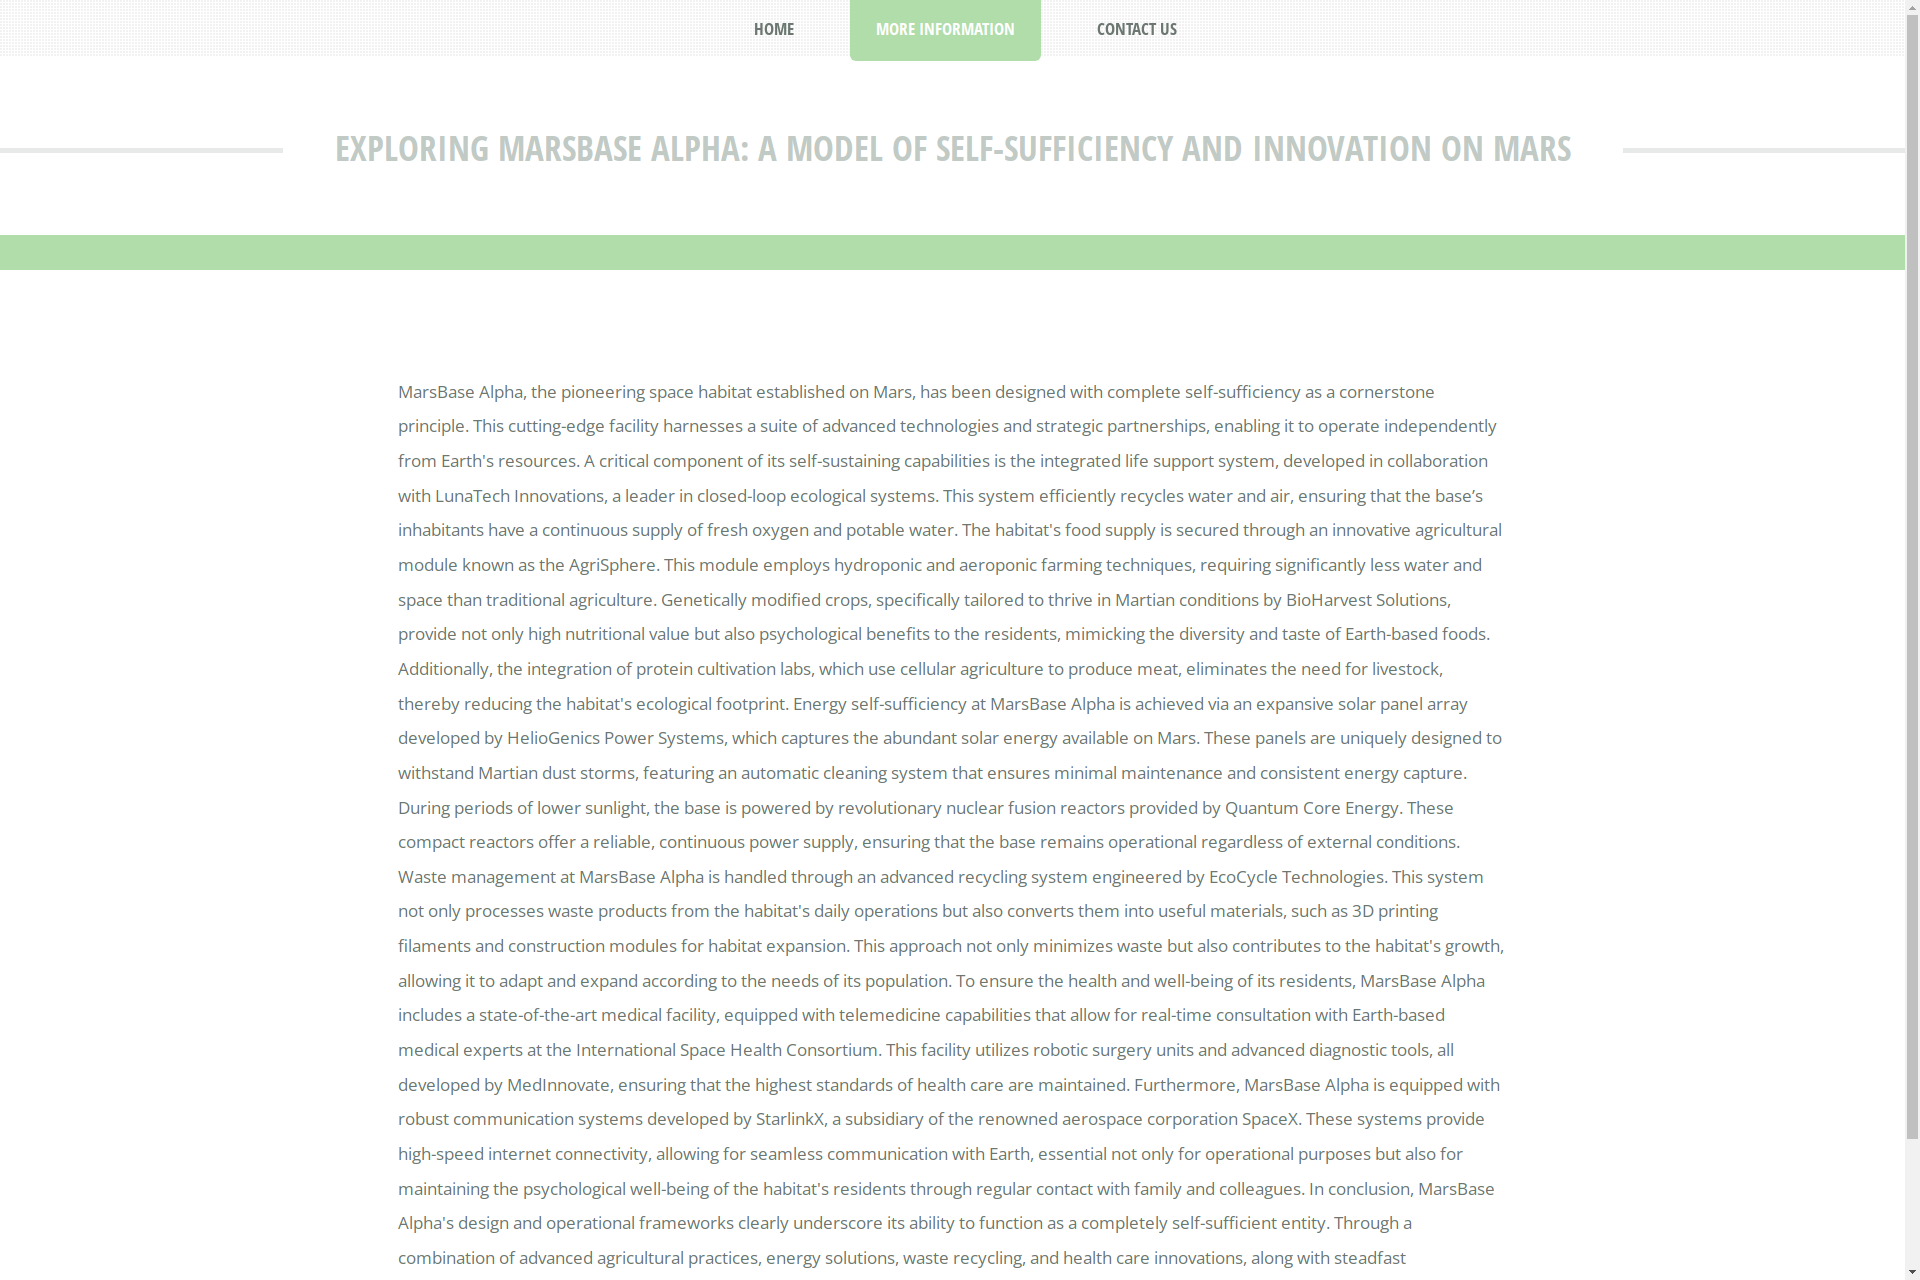 HOME
MORE INFORMATION
CONTACT US
EXPLORING MARSBASE ALPHA: A MODEL OF SELF-SUFFICIENCY AND INNOVATION ON MARS
MarsBase Alpha, the pioneering space habitat established on Mars, has been designed with complete self-sufficiency as a cornerstone
principle. This cutting-edge facility harnesses a suite of advanced technologies and strategic partnerships, enabling it to operate independently
from Earth's resources. A critical component of its self-sustaining capabilities is the integrated life support system, developed in collaboration
with LunaTech Innovations, a leader in closed-loop ecological systems. This system efficiently recycles water and air, ensuring that the base’s
inhabitants have a continuous supply of fresh oxygen and potable water. The habitat's food supply is secured through an innovative agricultural
module known as the AgriSphere. This module employs hydroponic and aeroponic farming techniques, requiring significantly less water and
space than traditional agriculture. Genetically modified crops, specifically tailored to thrive in Martian conditions by BioHarvest Solutions,
provide not only high nutritional value but also psychological benefits to the residents, mimicking the diversity and taste of Earth-based foods.
Additionally, the integration of protein cultivation labs, which use cellular agriculture to produce meat, eliminates the need for livestock,
thereby reducing the habitat's ecological footprint. Energy self-sufficiency at MarsBase Alpha is achieved via an expansive solar panel array
developed by HelioGenics Power Systems, which captures the abundant solar energy available on Mars. These panels are uniquely designed to
withstand Martian dust storms, featuring an automatic cleaning system that ensures minimal maintenance and consistent energy capture.
During periods of lower sunlight, the base is powered by revolutionary nuclear fusion reactors provided by Quantum Core Energy. These
compact reactors offer a reliable, continuous power supply, ensuring that the base remains operational regardless of external conditions.
Waste management at MarsBase Alpha is handled through an advanced recycling system engineered by EcoCycle Technologies. This system
not only processes waste products from the habitat's daily operations but also converts them into useful materials, such as 3D printing
filaments and construction modules for habitat expansion. This approach not only minimizes waste but also contributes to the habitat's growth,
allowing it to adapt and expand according to the needs of its population. To ensure the health and well-being of its residents, MarsBase Alpha
includes a state-of-the-art medical facility, equipped with telemedicine capabilities that allow for real-time consultation with Earth-based
medical experts at the International Space Health Consortium. This facility utilizes robotic surgery units and advanced diagnostic tools, all
developed by MedInnovate, ensuring that the highest standards of health care are maintained. Furthermore, MarsBase Alpha is equipped with
robust communication systems developed by StarlinkX, a subsidiary of the renowned aerospace corporation SpaceX. These systems provide
high-speed internet connectivity, allowing for seamless communication with Earth, essential not only for operational purposes but also for
maintaining the psychological well-being of the habitat's residents through regular contact with family and colleagues. In conclusion, MarsBase
Alpha's design and operational frameworks clearly underscore its ability to function as a completely self-sufficient entity. Through a
combination of advanced agricultural practices, energy solutions, waste recycling, and health care innovations, along with steadfast